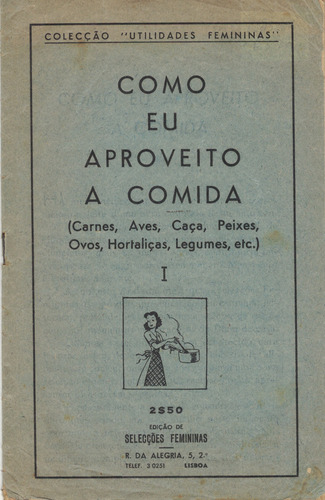 COLECÇÃO "UTILIDADES FEMININAS"
COMO
EU
APROVEITO
A COMIDA
(Carnes, Aves, Caça, Peixes,
Ovos, Hortaliças, Legumes, etc.)
I
2$50
EDIÇÃO DE
SELECÇÕES FEMININAS
R. DA ALEGRIA, 5, 2.º
TELEF. 3 0251 LISBOA